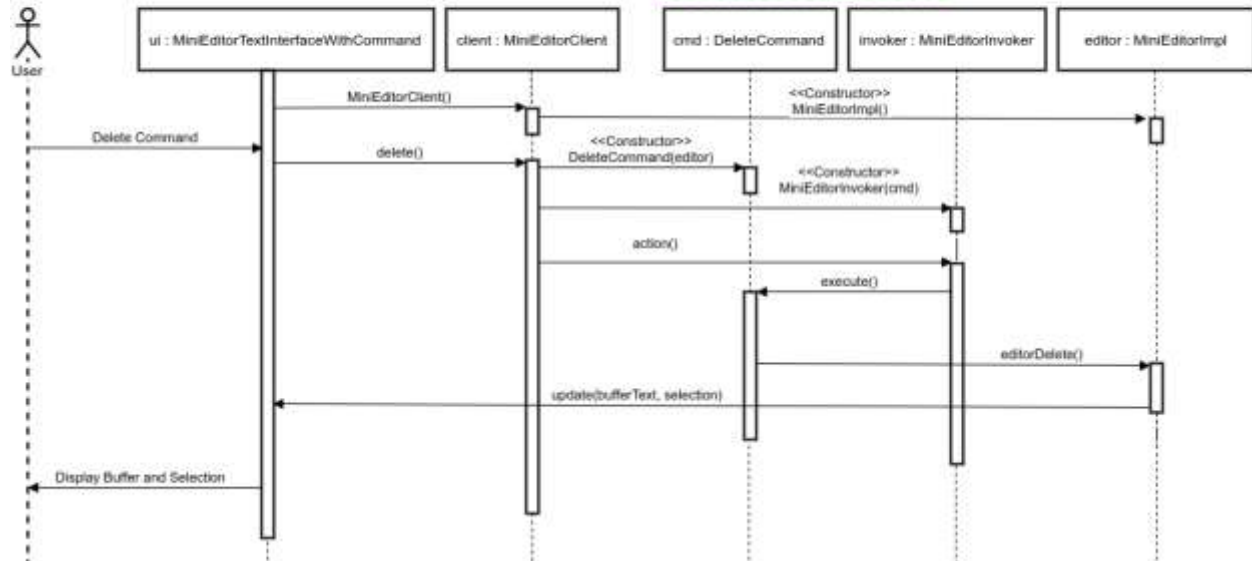 ui : MiniEditorTextInterfaceWithCommand
client : MiniEditorClient
cmd : DeleteCommand
invoker : MiniEditorInvoker
editor : MiniEditorImpl
User
MiniEditorClient()
<<Constructor>>
MiniEditorImpl()
Delete Command
delete()
<<Constructor>>
DeleteCommand(editor)
<<Constructor>>
MiniEditorInvoker(cmd)
action()
execute()
editorDelete()
update(bufferText, selection)
Display Buffer and Selection